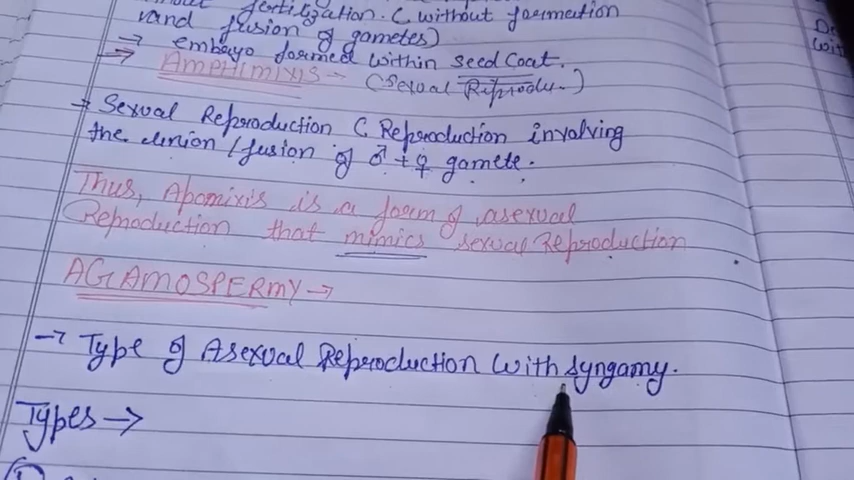 fertilization. ( without formation
and fusion of gametes)
→ embryo formed within seed coat.
→ AMPHIMIXIS - (Sexual Reprodu..)
→ Sexual Reproduction ( Reproduction involving
the union / fusion of ♂ + ♀ gamete.
Thus, Apomixis is a form of asexual
Reproduction that mimics sexual Reproduction
AGAMOSPERMY →
→ Type of Asexual Reproduction with syngamy.
Types →